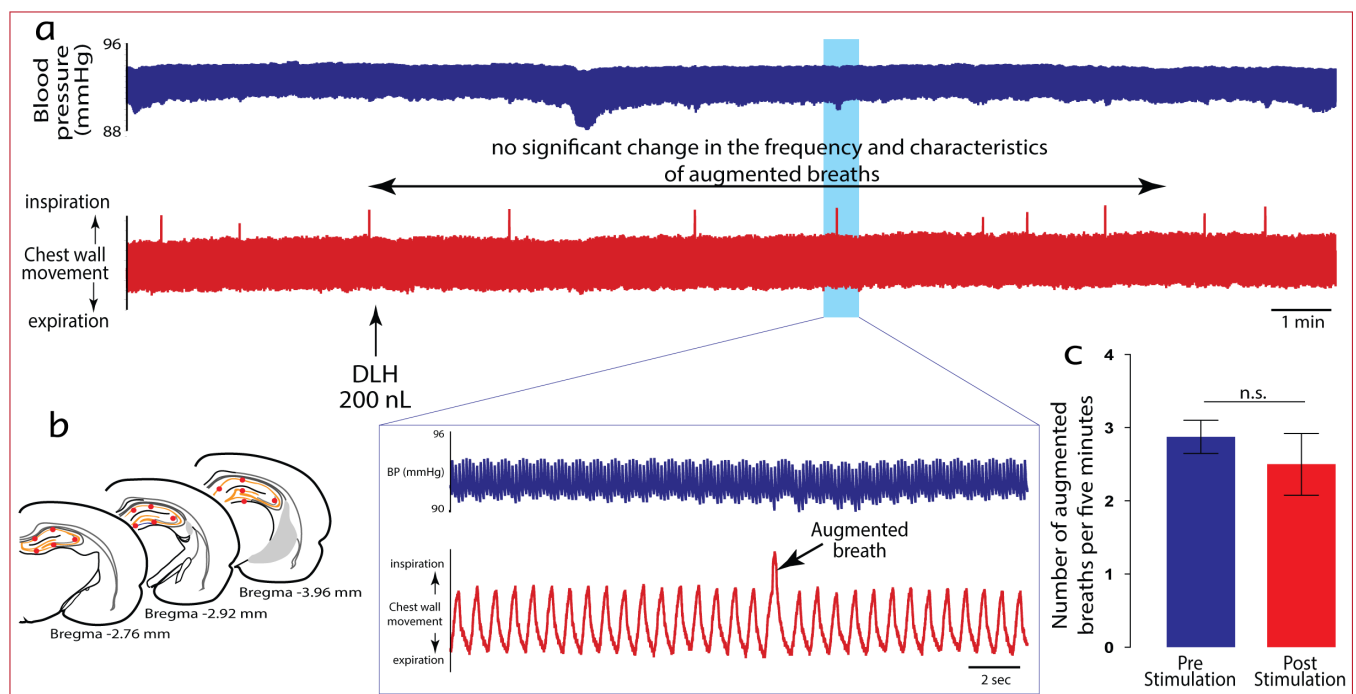 a
Blood
pressure
(mmHg)
96
88
no significant change in the frequency and characteristics
of augmented breaths
inspiration
Chest wall
movement
expiration
1 min
DLH
200 nL
b
Bregma -3.96 mm
Bregma -2.92 mm
Bregma -2.76 mm
96
BP (mmHg)
90
Augmented
breath
inspiration
Chest wall
movement
expiration
2 sec
c
Number of augmented
breaths per five minutes
4
3
2
1
0
n.s.
Pre
Stimulation
Post
Stimulation